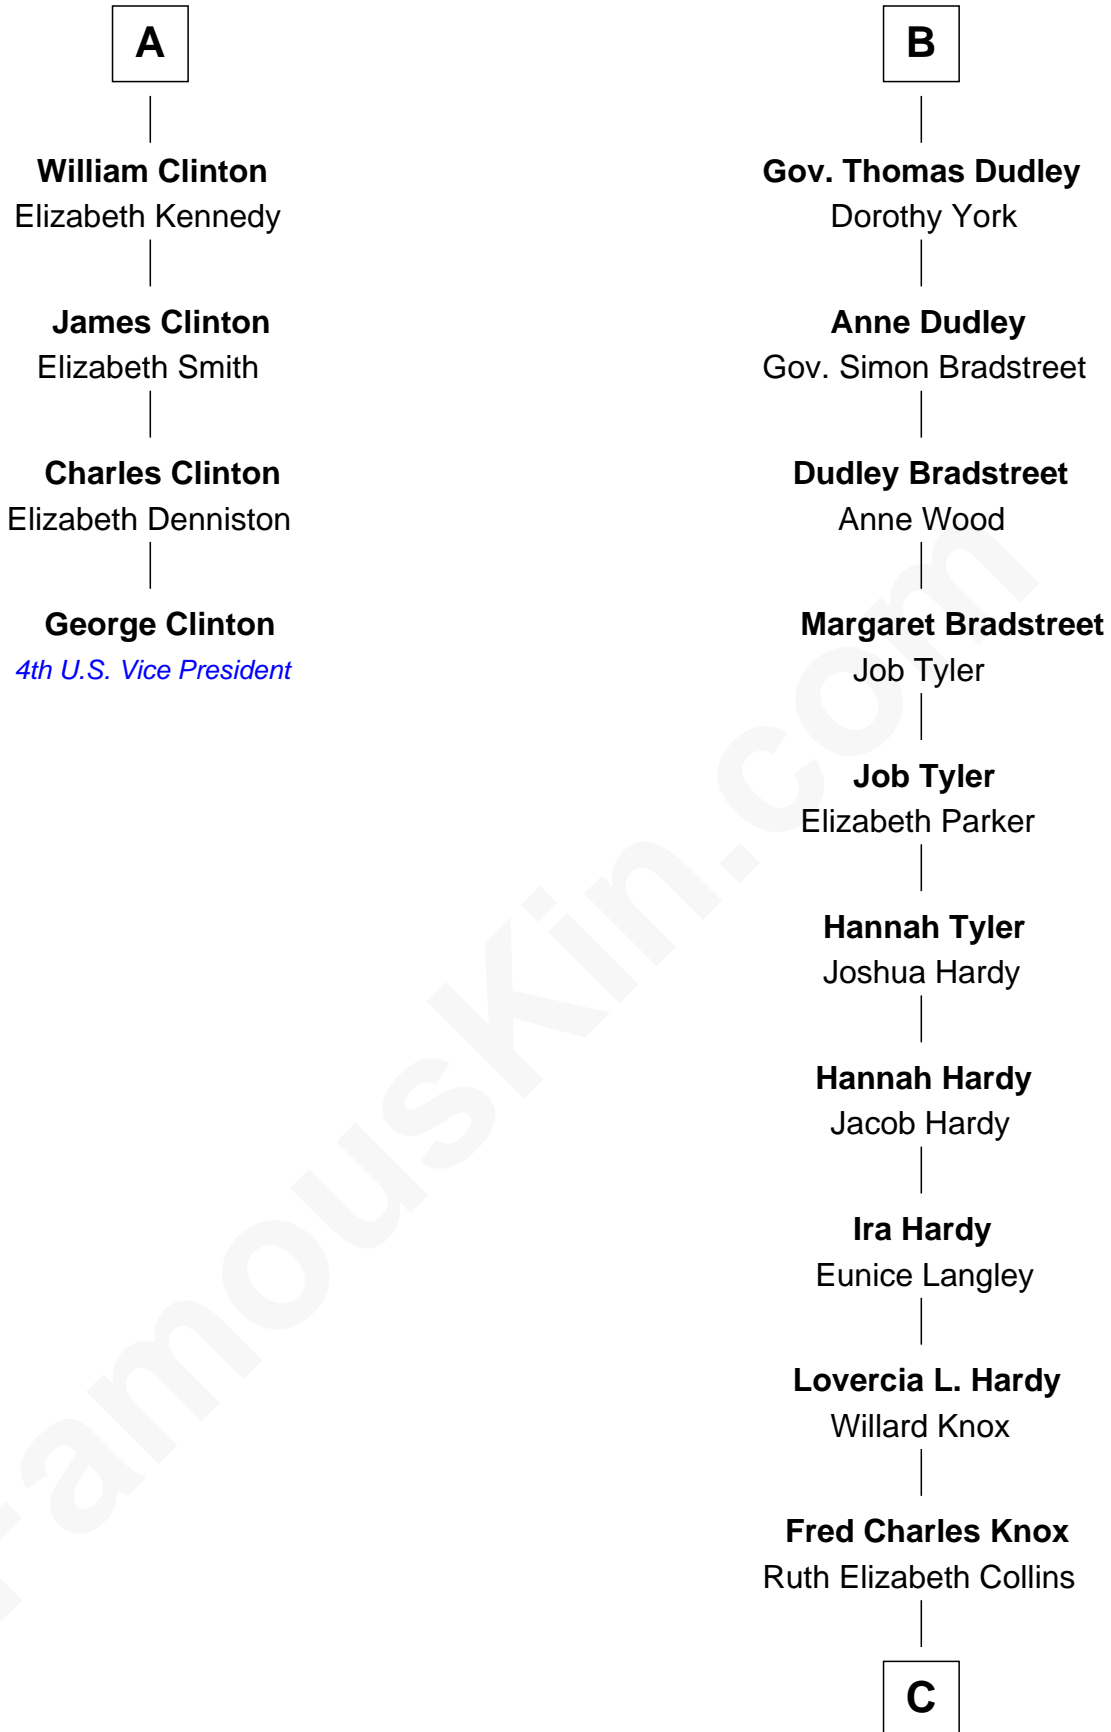 A
William Clinton
Elizabeth Kennedy
James Clinton
Elizabeth Smith
Charles Clinton
Elizabeth Denniston
George Clinton
4th U.S. Vice President
B
Gov. Thomas Dudley
Dorothy York
Anne Dudley
Gov. Simon Bradstreet
Dudley Bradstreet
Anne Wood
Margaret Bradstreet
Job Tyler
Job Tyler
Elizabeth Parker
Hannah Tyler
Joshua Hardy
Hannah Hardy
Jacob Hardy
Ira Hardy
Eunice Langley
Lovercia L. Hardy
Willard Knox
Fred Charles Knox
Ruth Elizabeth Collins
C
FamousKin.com